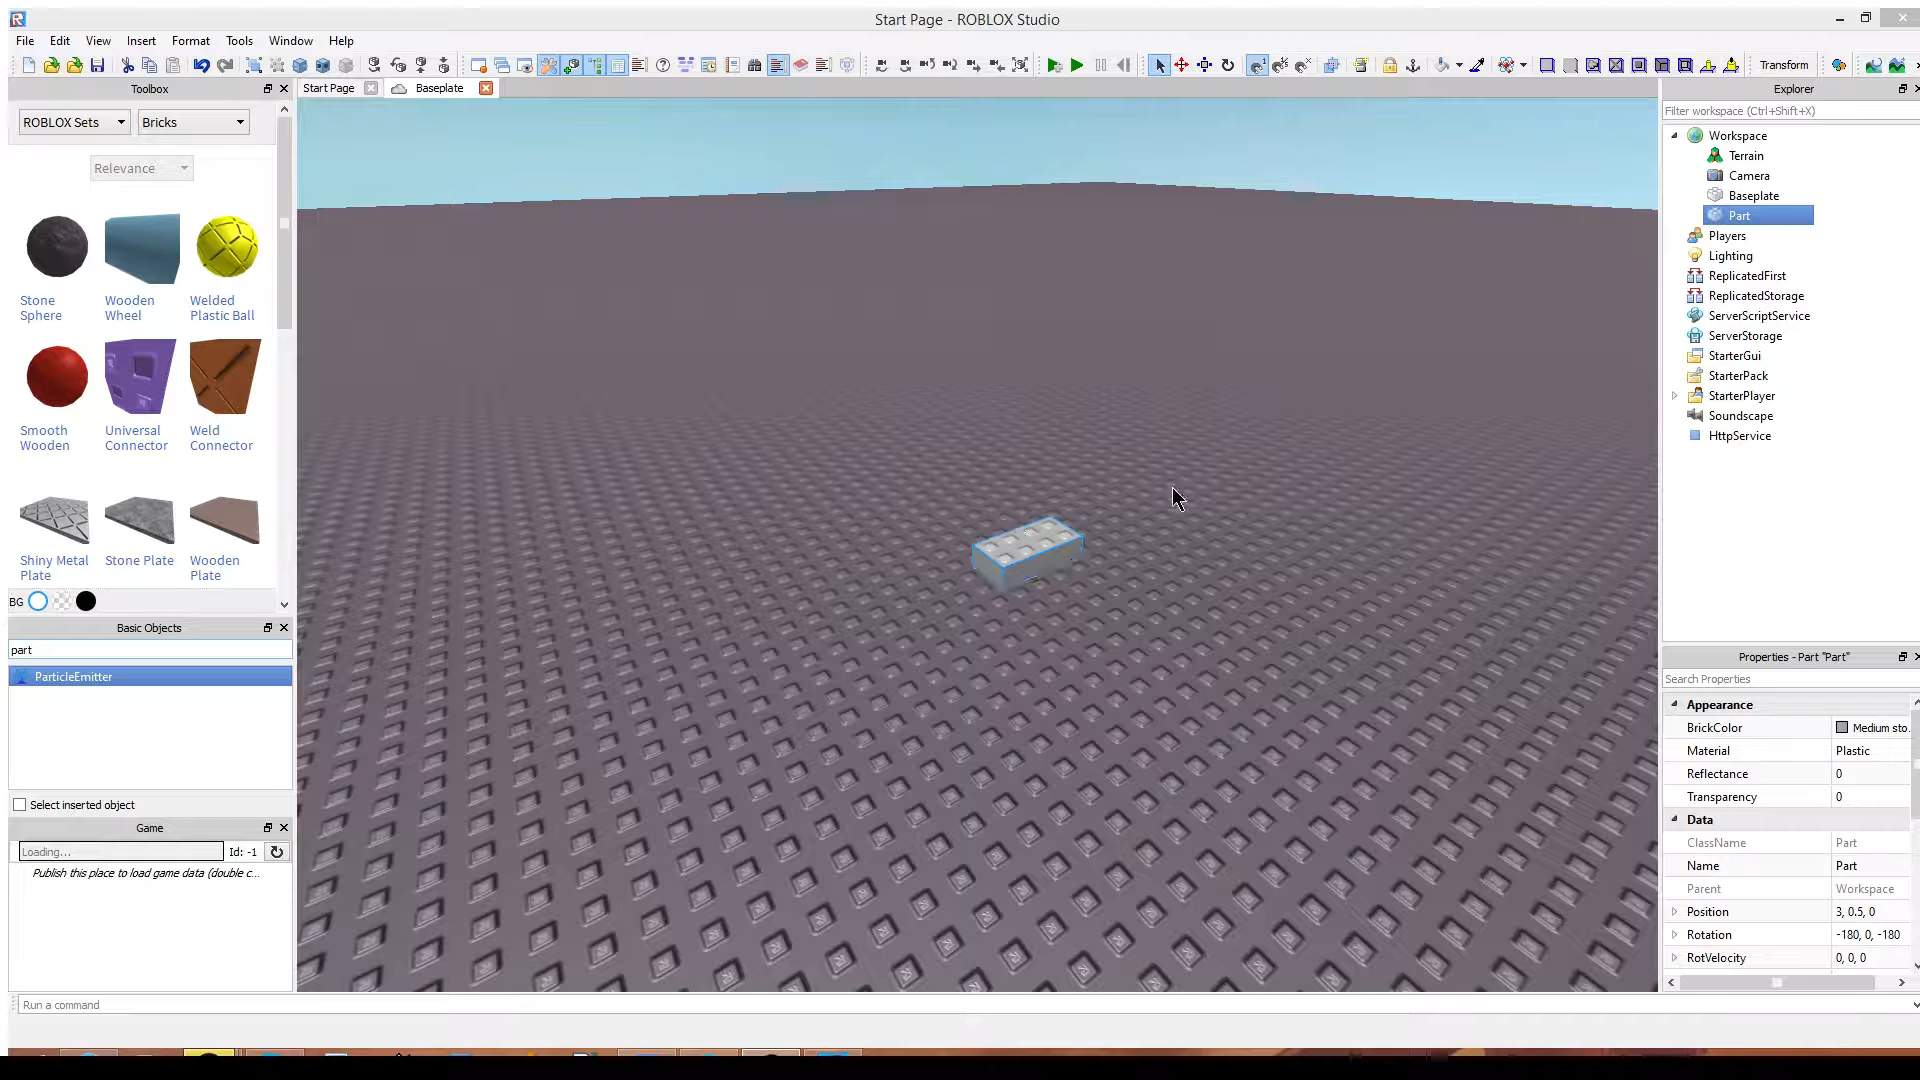 Start Page - ROBLOX Studio
File Edit View Insert Format Tools Window Help
Transform
Toolbox
Start Page
Baseplate
Explorer
ROBLOX Sets
Bricks
Relevance
Stone Sphere
Wooden Wheel
Welded Plastic Ball
Smooth Wooden
Universal Connector
Weld Connector
Shiny Metal Plate
Stone Plate
Wooden Plate
BG
Basic Objects
part
ParticleEmitter
Select inserted object
Game
Loading...
Id: -1
Publish this place to load game data (double c...
Run a command
Filter workspace (Ctrl+Shift+X)
Workspace
Terrain
Camera
Baseplate
Part
Players
Lighting
ReplicatedFirst
ReplicatedStorage
ServerScriptService
ServerStorage
StarterGui
StarterPack
StarterPlayer
Soundscape
HttpService
Properties - Part "Part"
Search Properties
Appearance
BrickColor Medium sto...
Material Plastic
Reflectance 0
Transparency 0
Data
ClassName Part
Name Part
Parent Workspace
Position 3, 0.5, 0
Rotation -180, 0, -180
RotVelocity 0, 0, 0